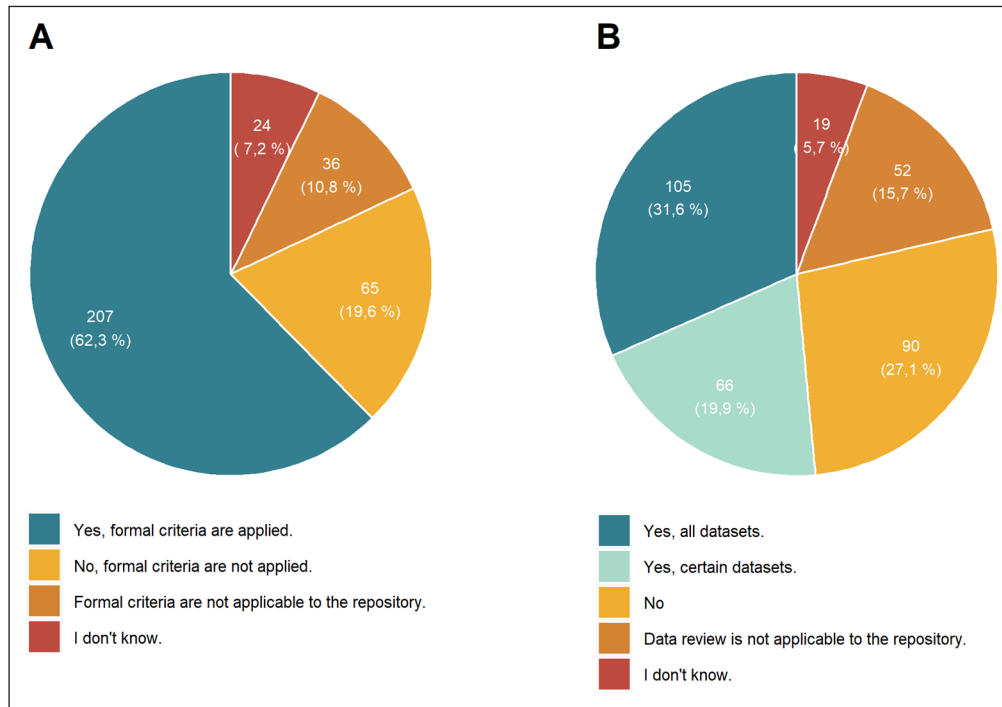 A
24
( 7,2 %)
36
(10,8 %)
65
(19,6 %)
207
(62,3 %)
Yes, formal criteria are applied.
No, formal criteria are not applied.
Formal criteria are not applicable to the repository.
I don't know.
B
19
( 5,7 %)
52
(15,7 %)
105
(31,6 %)
90
(27,1 %)
66
(19,9 %)
Yes, all datasets.
Yes, certain datasets.
No
Data review is not applicable to the repository.
I don't know.